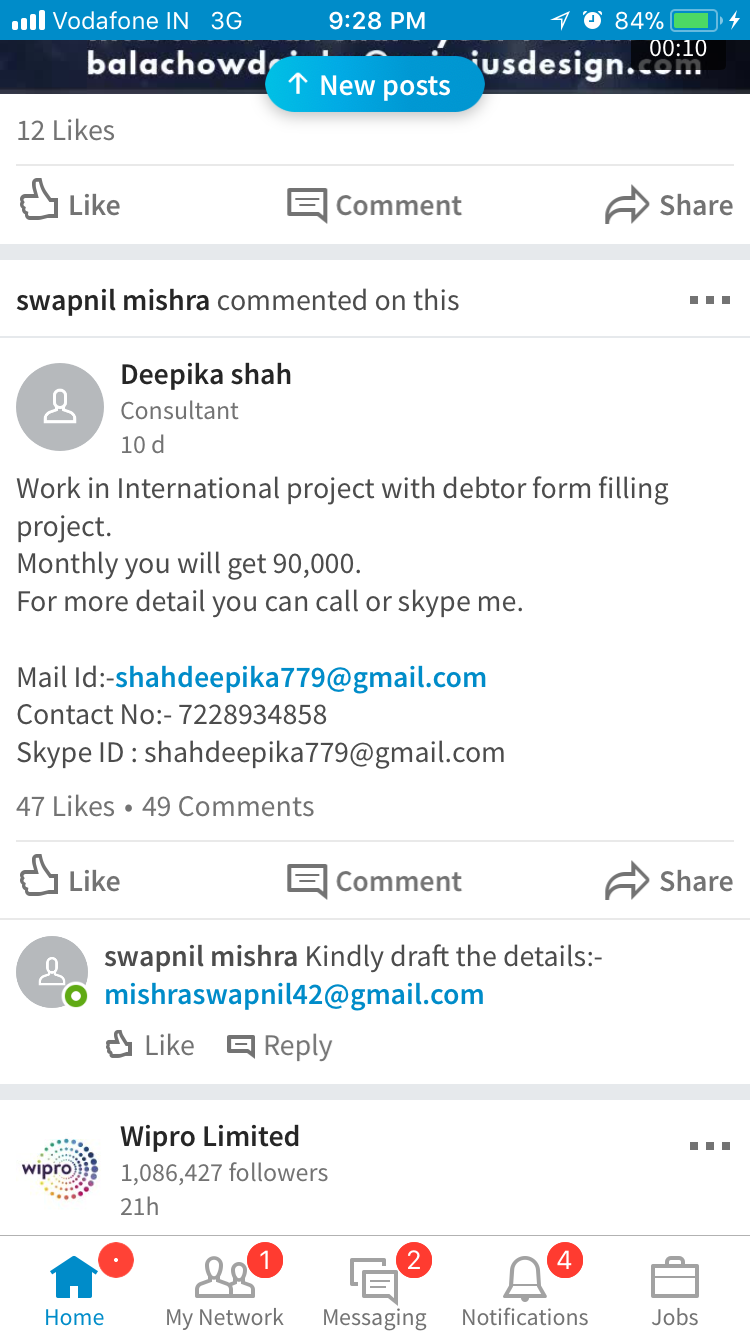 Vodafone IN 3G 9:28 PM 84%
00:10
↑ New posts
12 Likes
Like Comment Share
swapnil mishra commented on this
Deepika shah
Consultant
10 d
Work in International project with debtor form filling
project.
Monthly you will get 90,000.
For more detail you can call or skype me.
Mail Id:-shahdeepika779@gmail.com
Contact No:- 7228934858
Skype ID : shahdeepika779@gmail.com
47 Likes • 49 Comments
Like Comment Share
swapnil mishra Kindly draft the details:-
mishraswapnil42@gmail.com
Like Reply
wipro
Wipro Limited
1,086,427 followers
21h
1 2 4
Home My Network Messaging Notifications Jobs